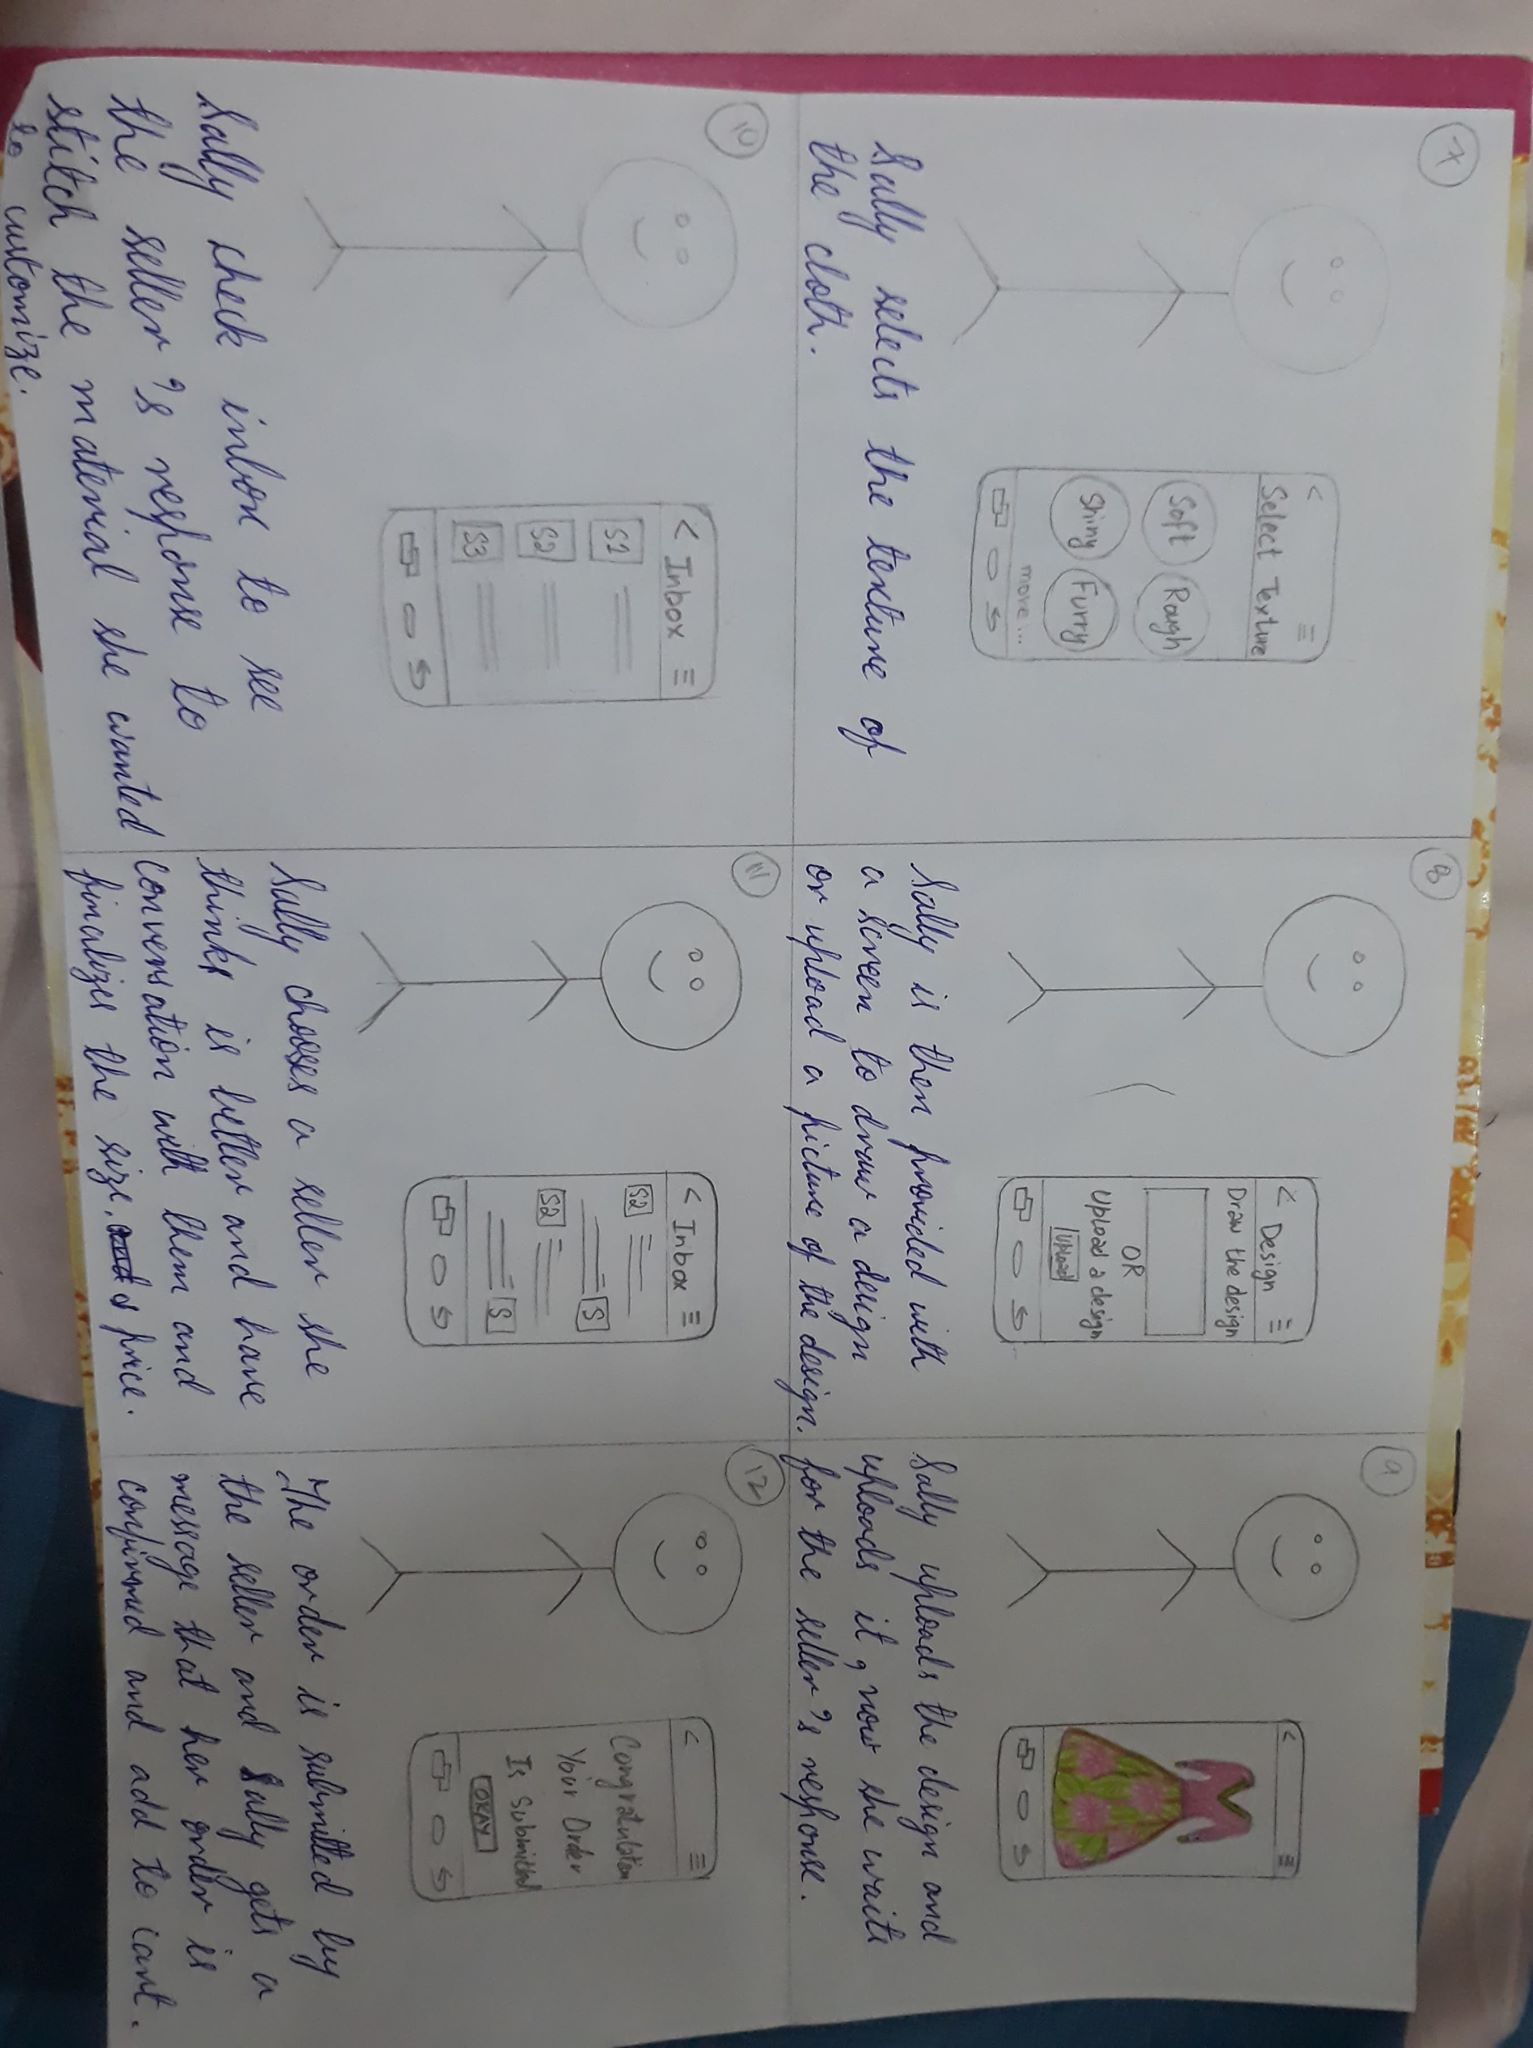 7
<
≡
Select Texture
Soft
Rough
Shiny
Furry
more...
Sally selects the texture of
the cloth.
8
< Design ≡
Draw the design
OR
Upload a design
Upload
Sally is then provided with
a screen to draw a design
or upload a picture of the design.
9
<
≡
Sally uploads the design and
uploads it, now she waits
for the seller's response.
10
< Inbox ≡
S1
S2
S3
Sally check inbox to see
the seller's response to
stitch the material she wanted
to customize.
11
< Inbox ≡
S2
S
S2
S
Sally choses a seller she
thinks is better and have
conversation with them and
finalizes the size, price.
12
<
≡
Congratulation
Your Order
Is Submitted
OKAY
The order is submitted by
the seller and Sally gets a
message that her order is
confirmed and add to cart.